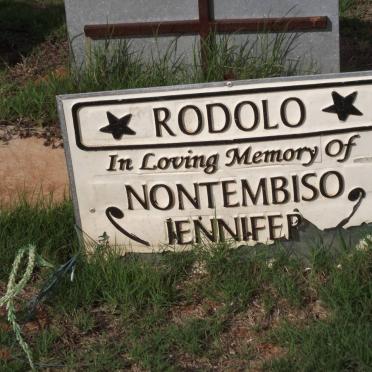 RODOLO
In Loving Memory Of
NONTEMBISO
JENNIFER